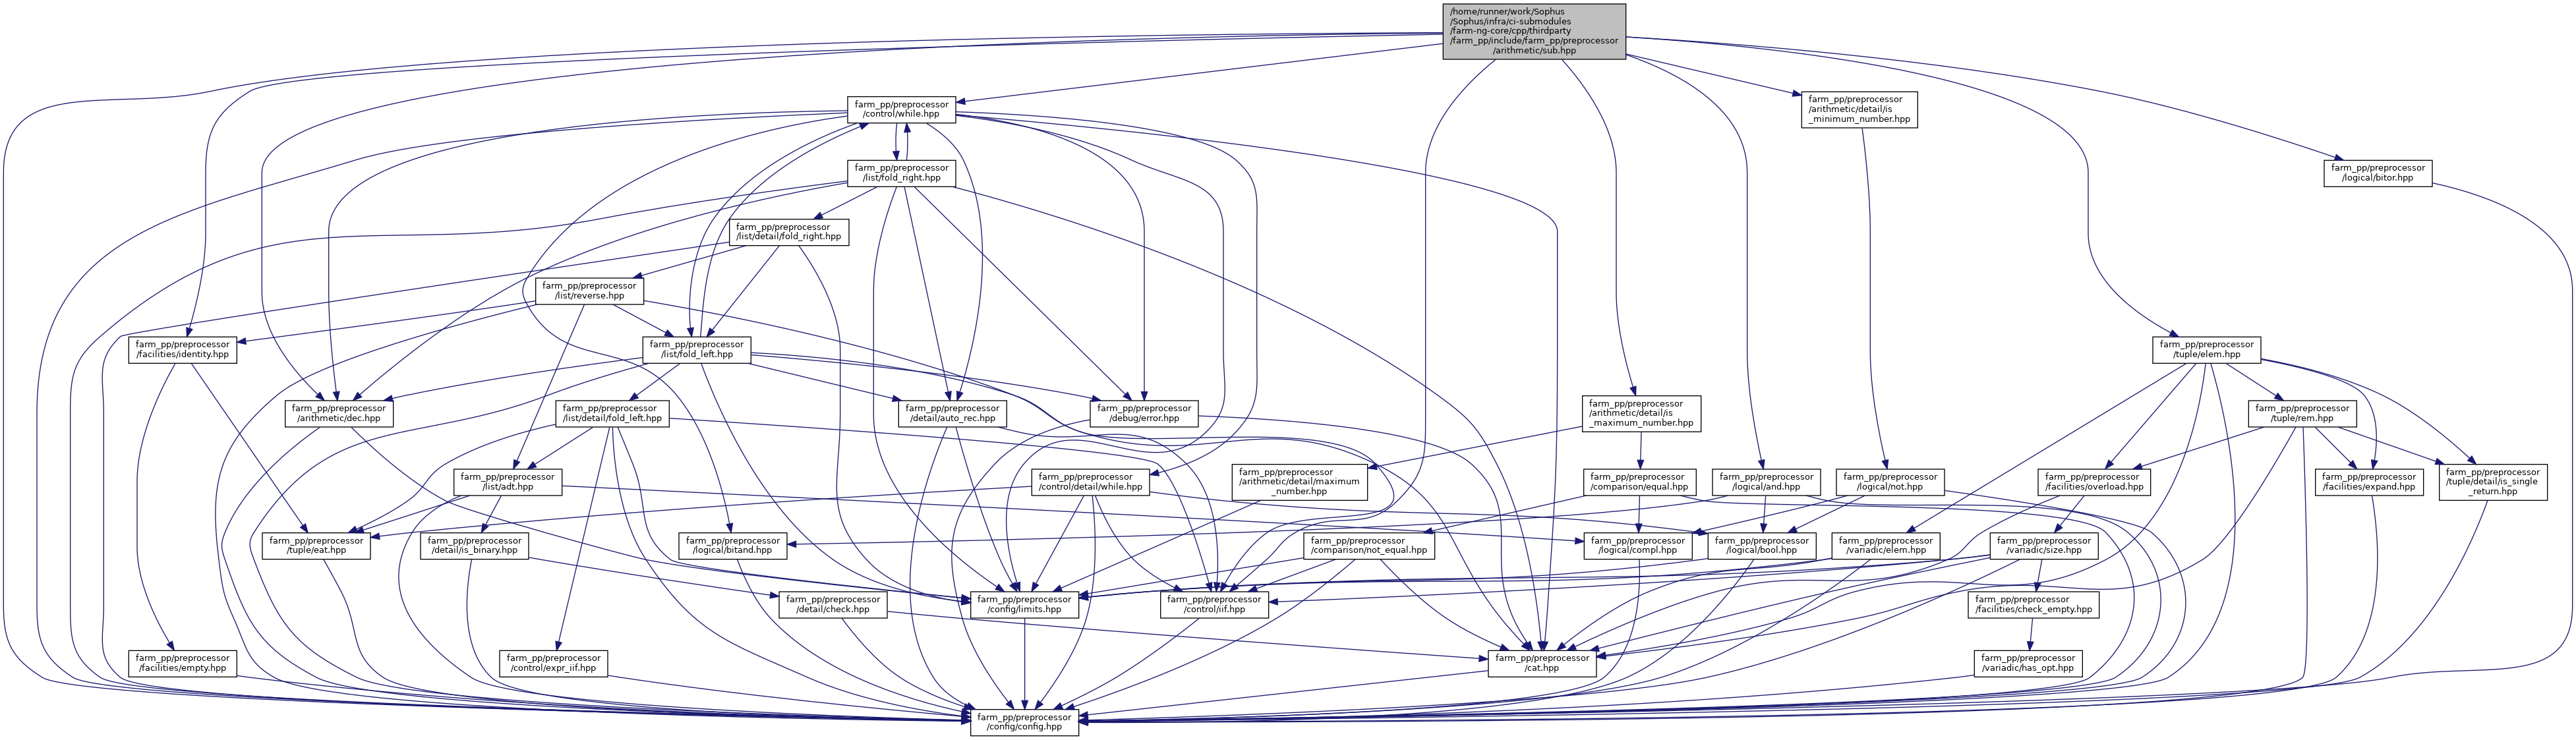 /home/runner/work/Sophus
/Sophus/infra/ci-submodules
/farm-ng-core/cpp/thirdparty
/farm_pp/include/farm_pp/preprocessor
/arithmetic/sub.hpp
farm_pp/preprocessor
/control/while.hpp
farm_pp/preprocessor
/arithmetic/detail/is
_minimum_number.hpp
farm_pp/preprocessor
/list/fold_right.hpp
farm_pp/preprocessor
/logical/bitor.hpp
farm_pp/preprocessor
/list/detail/fold_right.hpp
farm_pp/preprocessor
/list/reverse.hpp
farm_pp/preprocessor
/facilities/identity.hpp
farm_pp/preprocessor
/list/fold_left.hpp
farm_pp/preprocessor
/tuple/elem.hpp
farm_pp/preprocessor
/arithmetic/dec.hpp
farm_pp/preprocessor
/list/detail/fold_left.hpp
farm_pp/preprocessor
/detail/auto_rec.hpp
farm_pp/preprocessor
/debug/error.hpp
farm_pp/preprocessor
/arithmetic/detail/is
_maximum_number.hpp
farm_pp/preprocessor
/tuple/rem.hpp
farm_pp/preprocessor
/list/adt.hpp
farm_pp/preprocessor
/control/detail/while.hpp
farm_pp/preprocessor
/arithmetic/detail/maximum
_number.hpp
farm_pp/preprocessor
/comparison/equal.hpp
farm_pp/preprocessor
/logical/and.hpp
farm_pp/preprocessor
/logical/not.hpp
farm_pp/preprocessor
/facilities/overload.hpp
farm_pp/preprocessor
/facilities/expand.hpp
farm_pp/preprocessor
/tuple/detail/is_single
_return.hpp
farm_pp/preprocessor
/tuple/eat.hpp
farm_pp/preprocessor
/detail/is_binary.hpp
farm_pp/preprocessor
/logical/bitand.hpp
farm_pp/preprocessor
/comparison/not_equal.hpp
farm_pp/preprocessor
/logical/compl.hpp
farm_pp/preprocessor
/logical/bool.hpp
farm_pp/preprocessor
/variadic/elem.hpp
farm_pp/preprocessor
/variadic/size.hpp
farm_pp/preprocessor
/detail/check.hpp
farm_pp/preprocessor
/config/limits.hpp
farm_pp/preprocessor
/control/iif.hpp
farm_pp/preprocessor
/facilities/check_empty.hpp
farm_pp/preprocessor
/facilities/empty.hpp
farm_pp/preprocessor
/control/expr_iif.hpp
farm_pp/preprocessor
/cat.hpp
farm_pp/preprocessor
/variadic/has_opt.hpp
farm_pp/preprocessor
/config/config.hpp